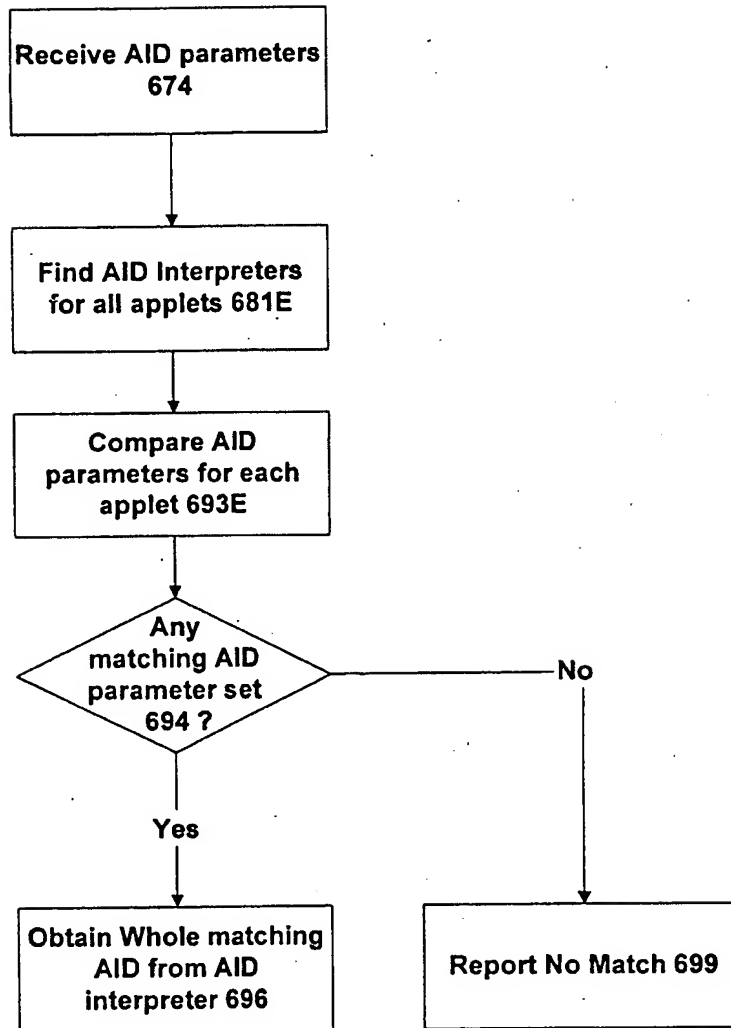 Receive AID parameters
674
Find AID Interpreters
for all applets 681E
Compare AID
parameters for each
applet 693E
Any
matching AID
parameter set
694 ?
No
Yes
Obtain Whole matching
AID from AID
interpreter 696
Report No Match 699